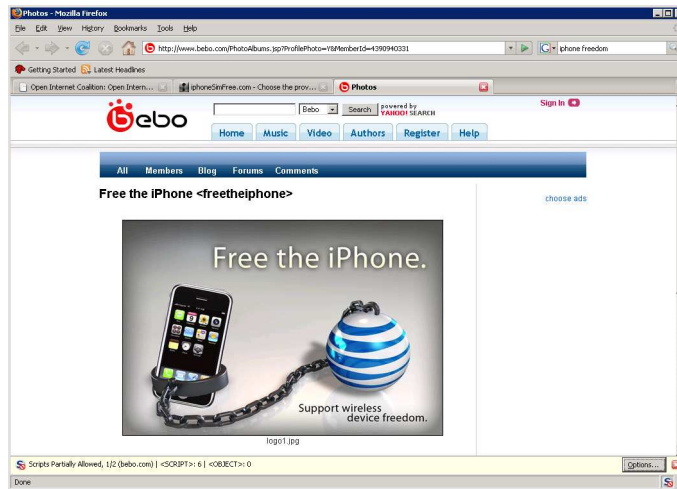 Photos - Mozilla Firefox
File Edit View History Bookmarks Tools Help
http://www.bebo.com/PhotoAlbums.jsp?ProfilePhoto=Y&MemberId=4390940331
iphone freedom
Getting Started Latest Headlines
Open Internet Coalition: Open Intern... iphoneSimFree.com - Choose the prov... Photos
bebo
Bebo Search powered by YAHOO! SEARCH
Sign In
Home Music Video Authors Register Help
All Members Blog Forums Comments
Free the iPhone <freetheiphone>
choose ads
Free the iPhone.
Support wireless
device freedom.
logo1.jpg
Scripts Partially Allowed, 1/2 (bebo.com) | <SCRIPT>: 6 | <OBJECT>: 0
Options...
Done